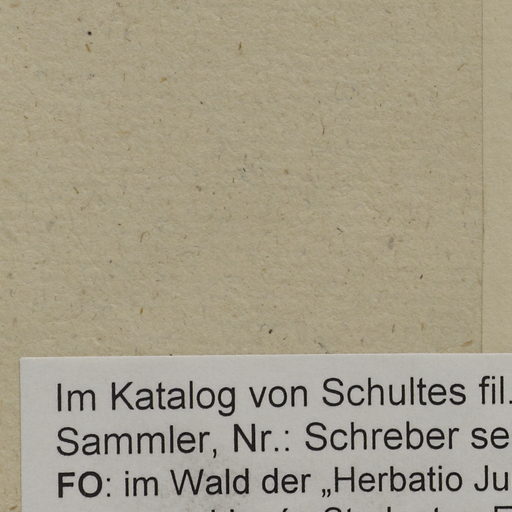 Im Katalog von Schultes fil.
Sammler, Nr.: Schreber se
FO: im Wald der „Herbatio Ju